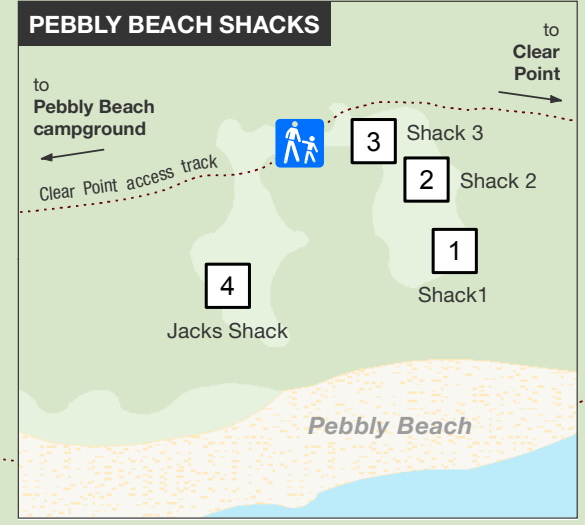 PEBBLY BEACH SHACKS
to
Clear
Point
to
Pebbly Beach
campground
Clear Point access track
3
Shack 3
2
Shack 2
1
Shack1
4
Jacks Shack
Pebbly Beach